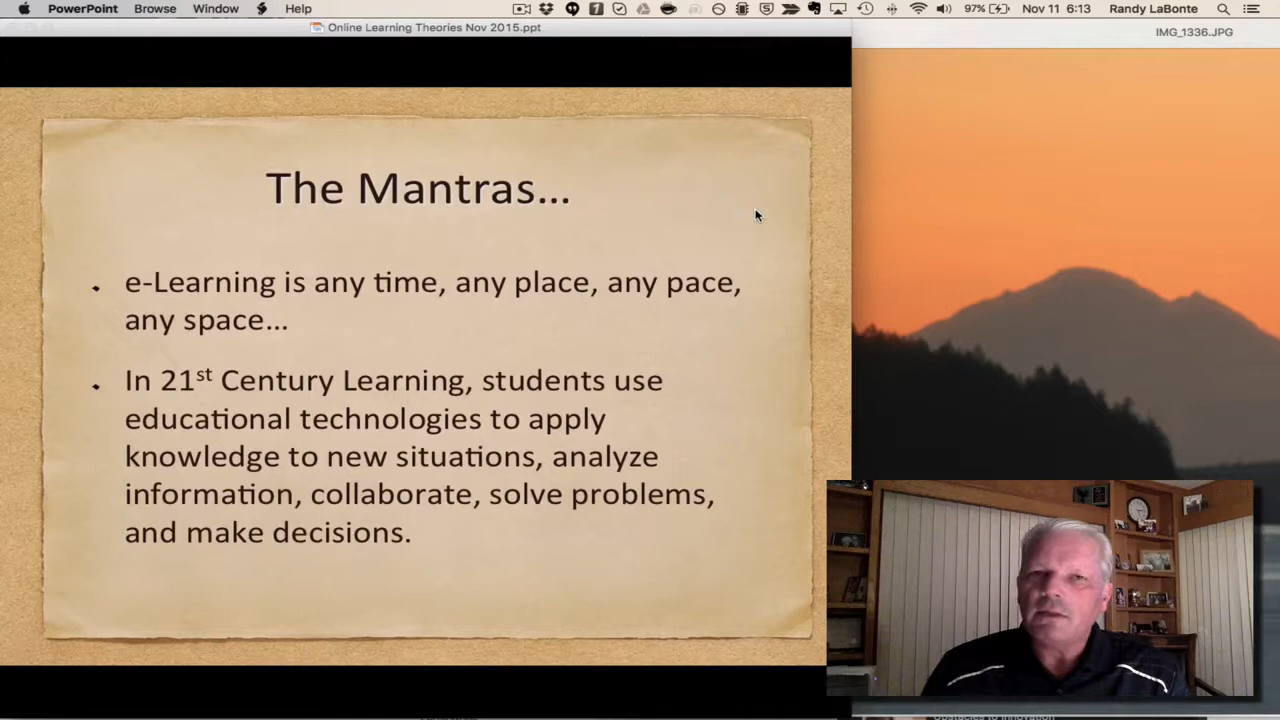 PowerPoint Browse Window Help 97% Nov 11 6:13 Randy LaBonte
Online Learning Theories Nov 2015.ppt
IMG_1336.JPG
The Mantras...
• e-Learning is any time, any place, any pace,
any space...
• In 21st Century Learning, students use
educational technologies to apply
knowledge to new situations, analyze
information, collaborate, solve problems,
and make decisions.